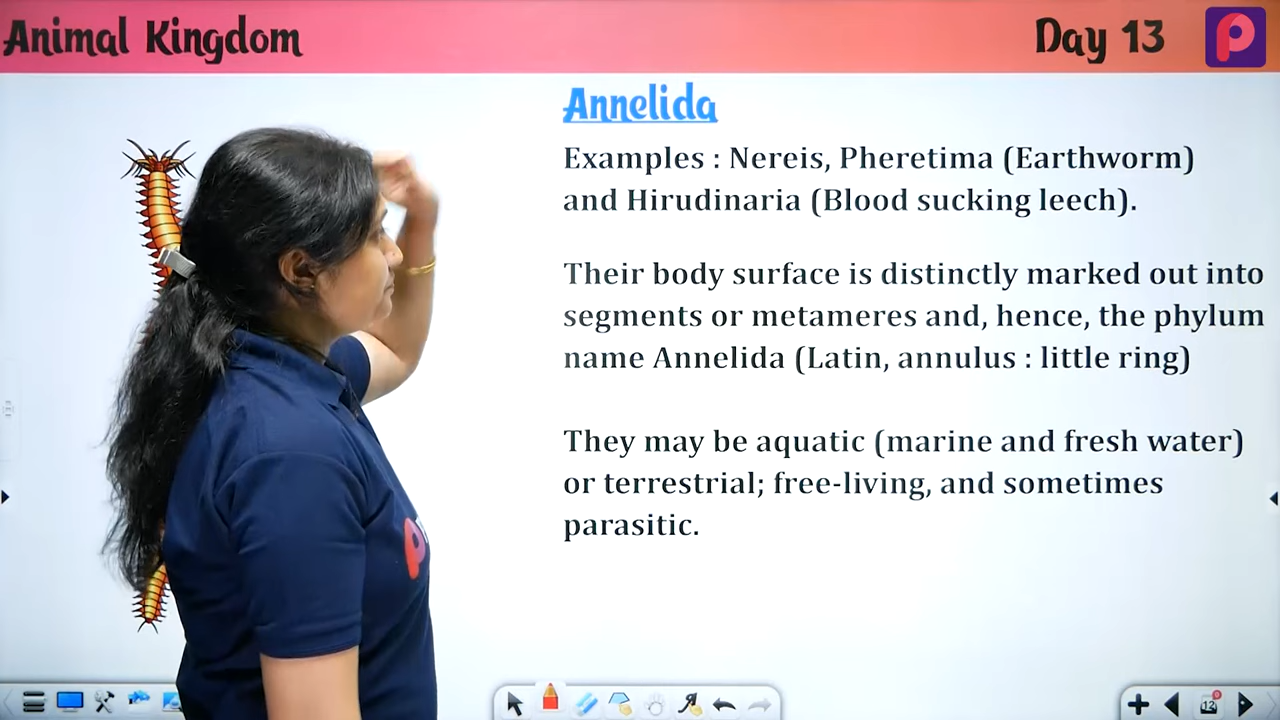 Animal Kingdom
Day 13
Annelida
Examples : Nereis, Pheretima (Earthworm)
and Hirudinaria (Blood sucking leech).
Their body surface is distinctly marked out into
segments or metameres and, hence, the phylum
name Annelida (Latin, annulus : little ring)
They may be aquatic (marine and fresh water)
or terrestrial; free-living, and sometimes
parasitic.
12